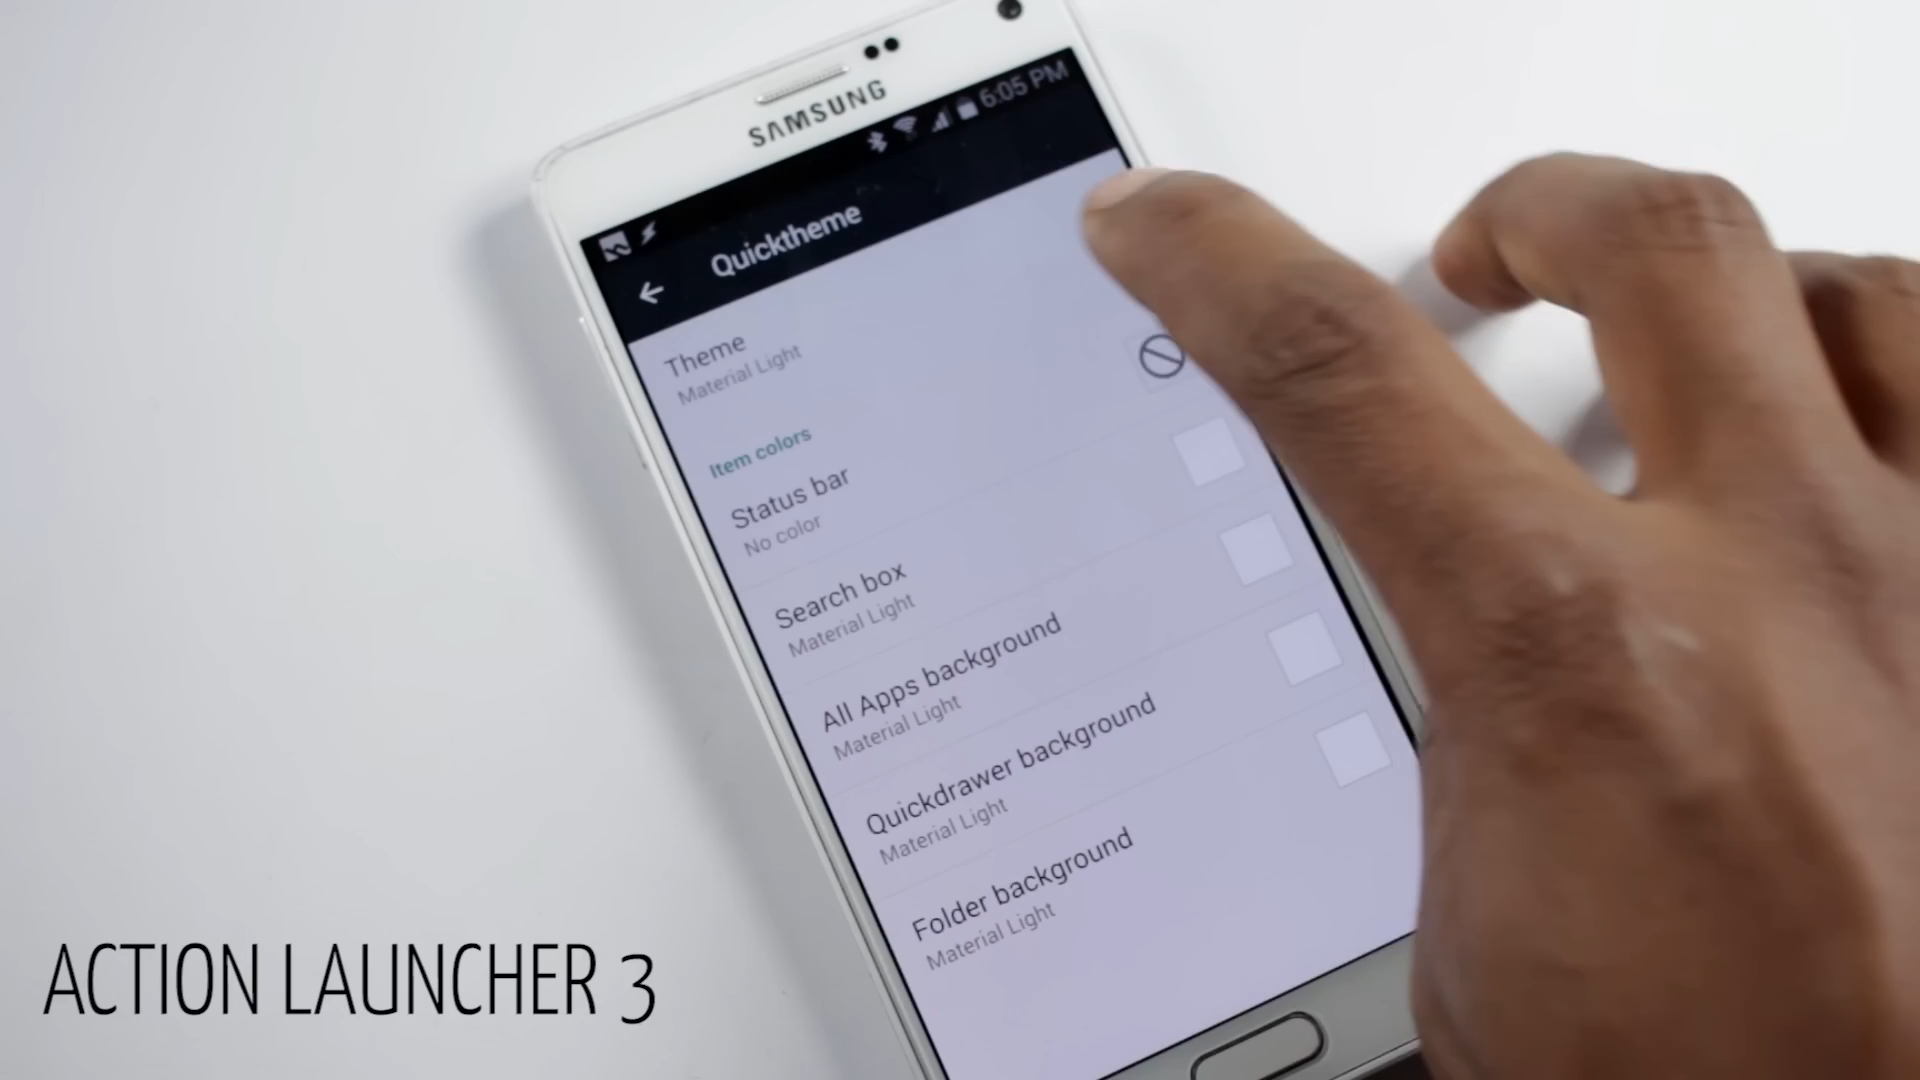 SAMSUNG
6:05 PM
Quicktheme
Theme
Material Light
Item colors
Status bar
No color
Search box
Material Light
All Apps background
Material Light
Quickdrawer background
Material Light
Folder background
Material Light
ACTION LAUNCHER 3